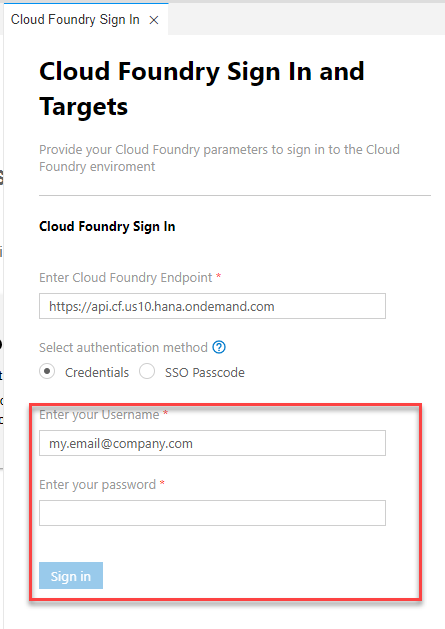 Cloud Foundry Sign In ×
Cloud Foundry Sign In and
Targets
Provide your Cloud Foundry parameters to sign in to the Cloud
Foundry enviroment
Cloud Foundry Sign In
Enter Cloud Foundry Endpoint *
https://api.cf.us10.hana.ondemand.com
Select authentication method ?
Credentials SSO Passcode
Enter your Username *
my.email@company.com
Enter your password *
Sign in